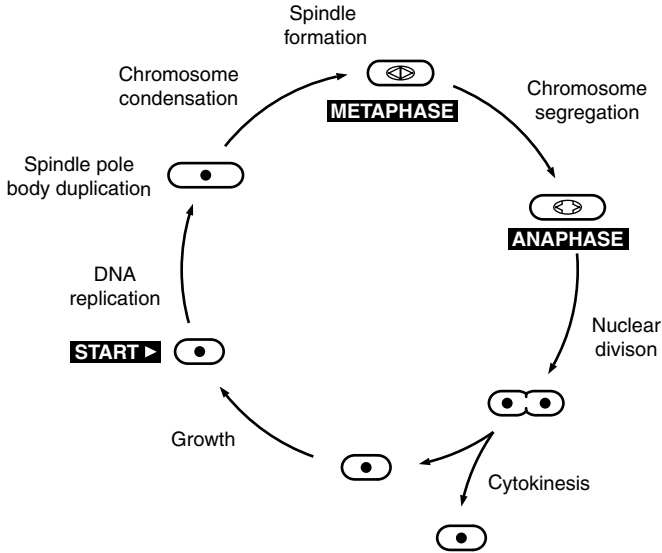 Spindle
formation
Chromosome
condensation
METAPHASE
Chromosome
segregation
Spindle pole
body duplication
ANAPHASE
DNA
replication
START ►
Nuclear
divison
Growth
Cytokinesis